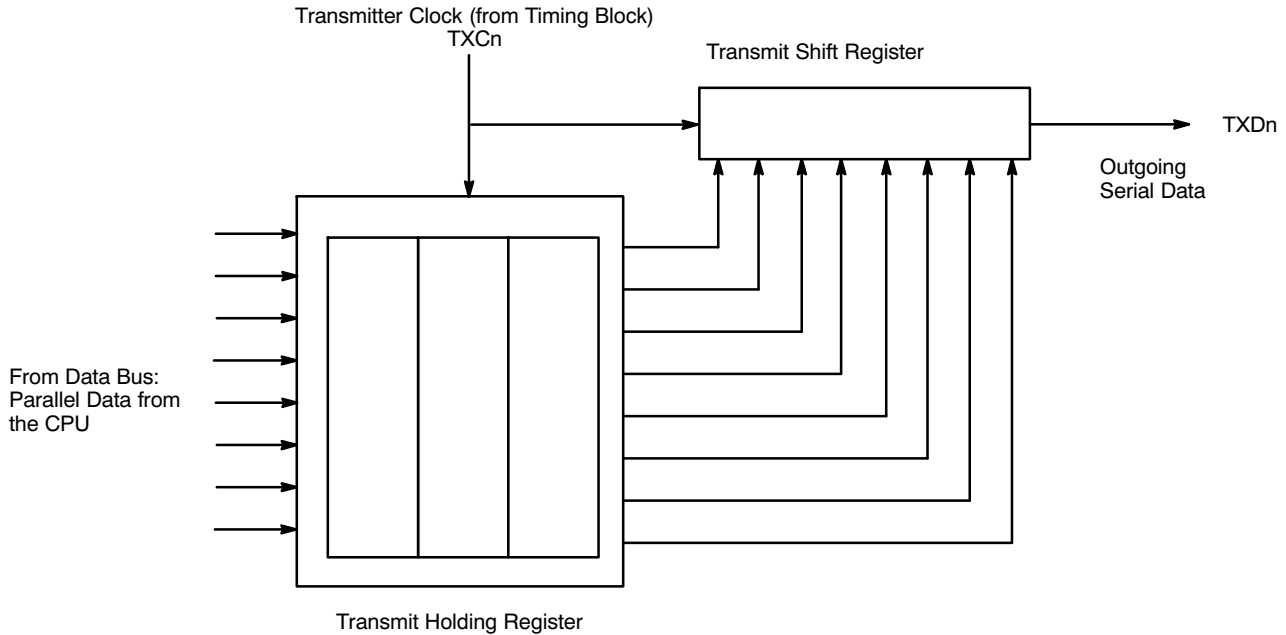 Transmitter Clock (from Timing Block)
TXCn
Transmit Shift Register
TXDn
Outgoing
Serial Data
From Data Bus:
Parallel Data from
the CPU
Transmit Holding Register